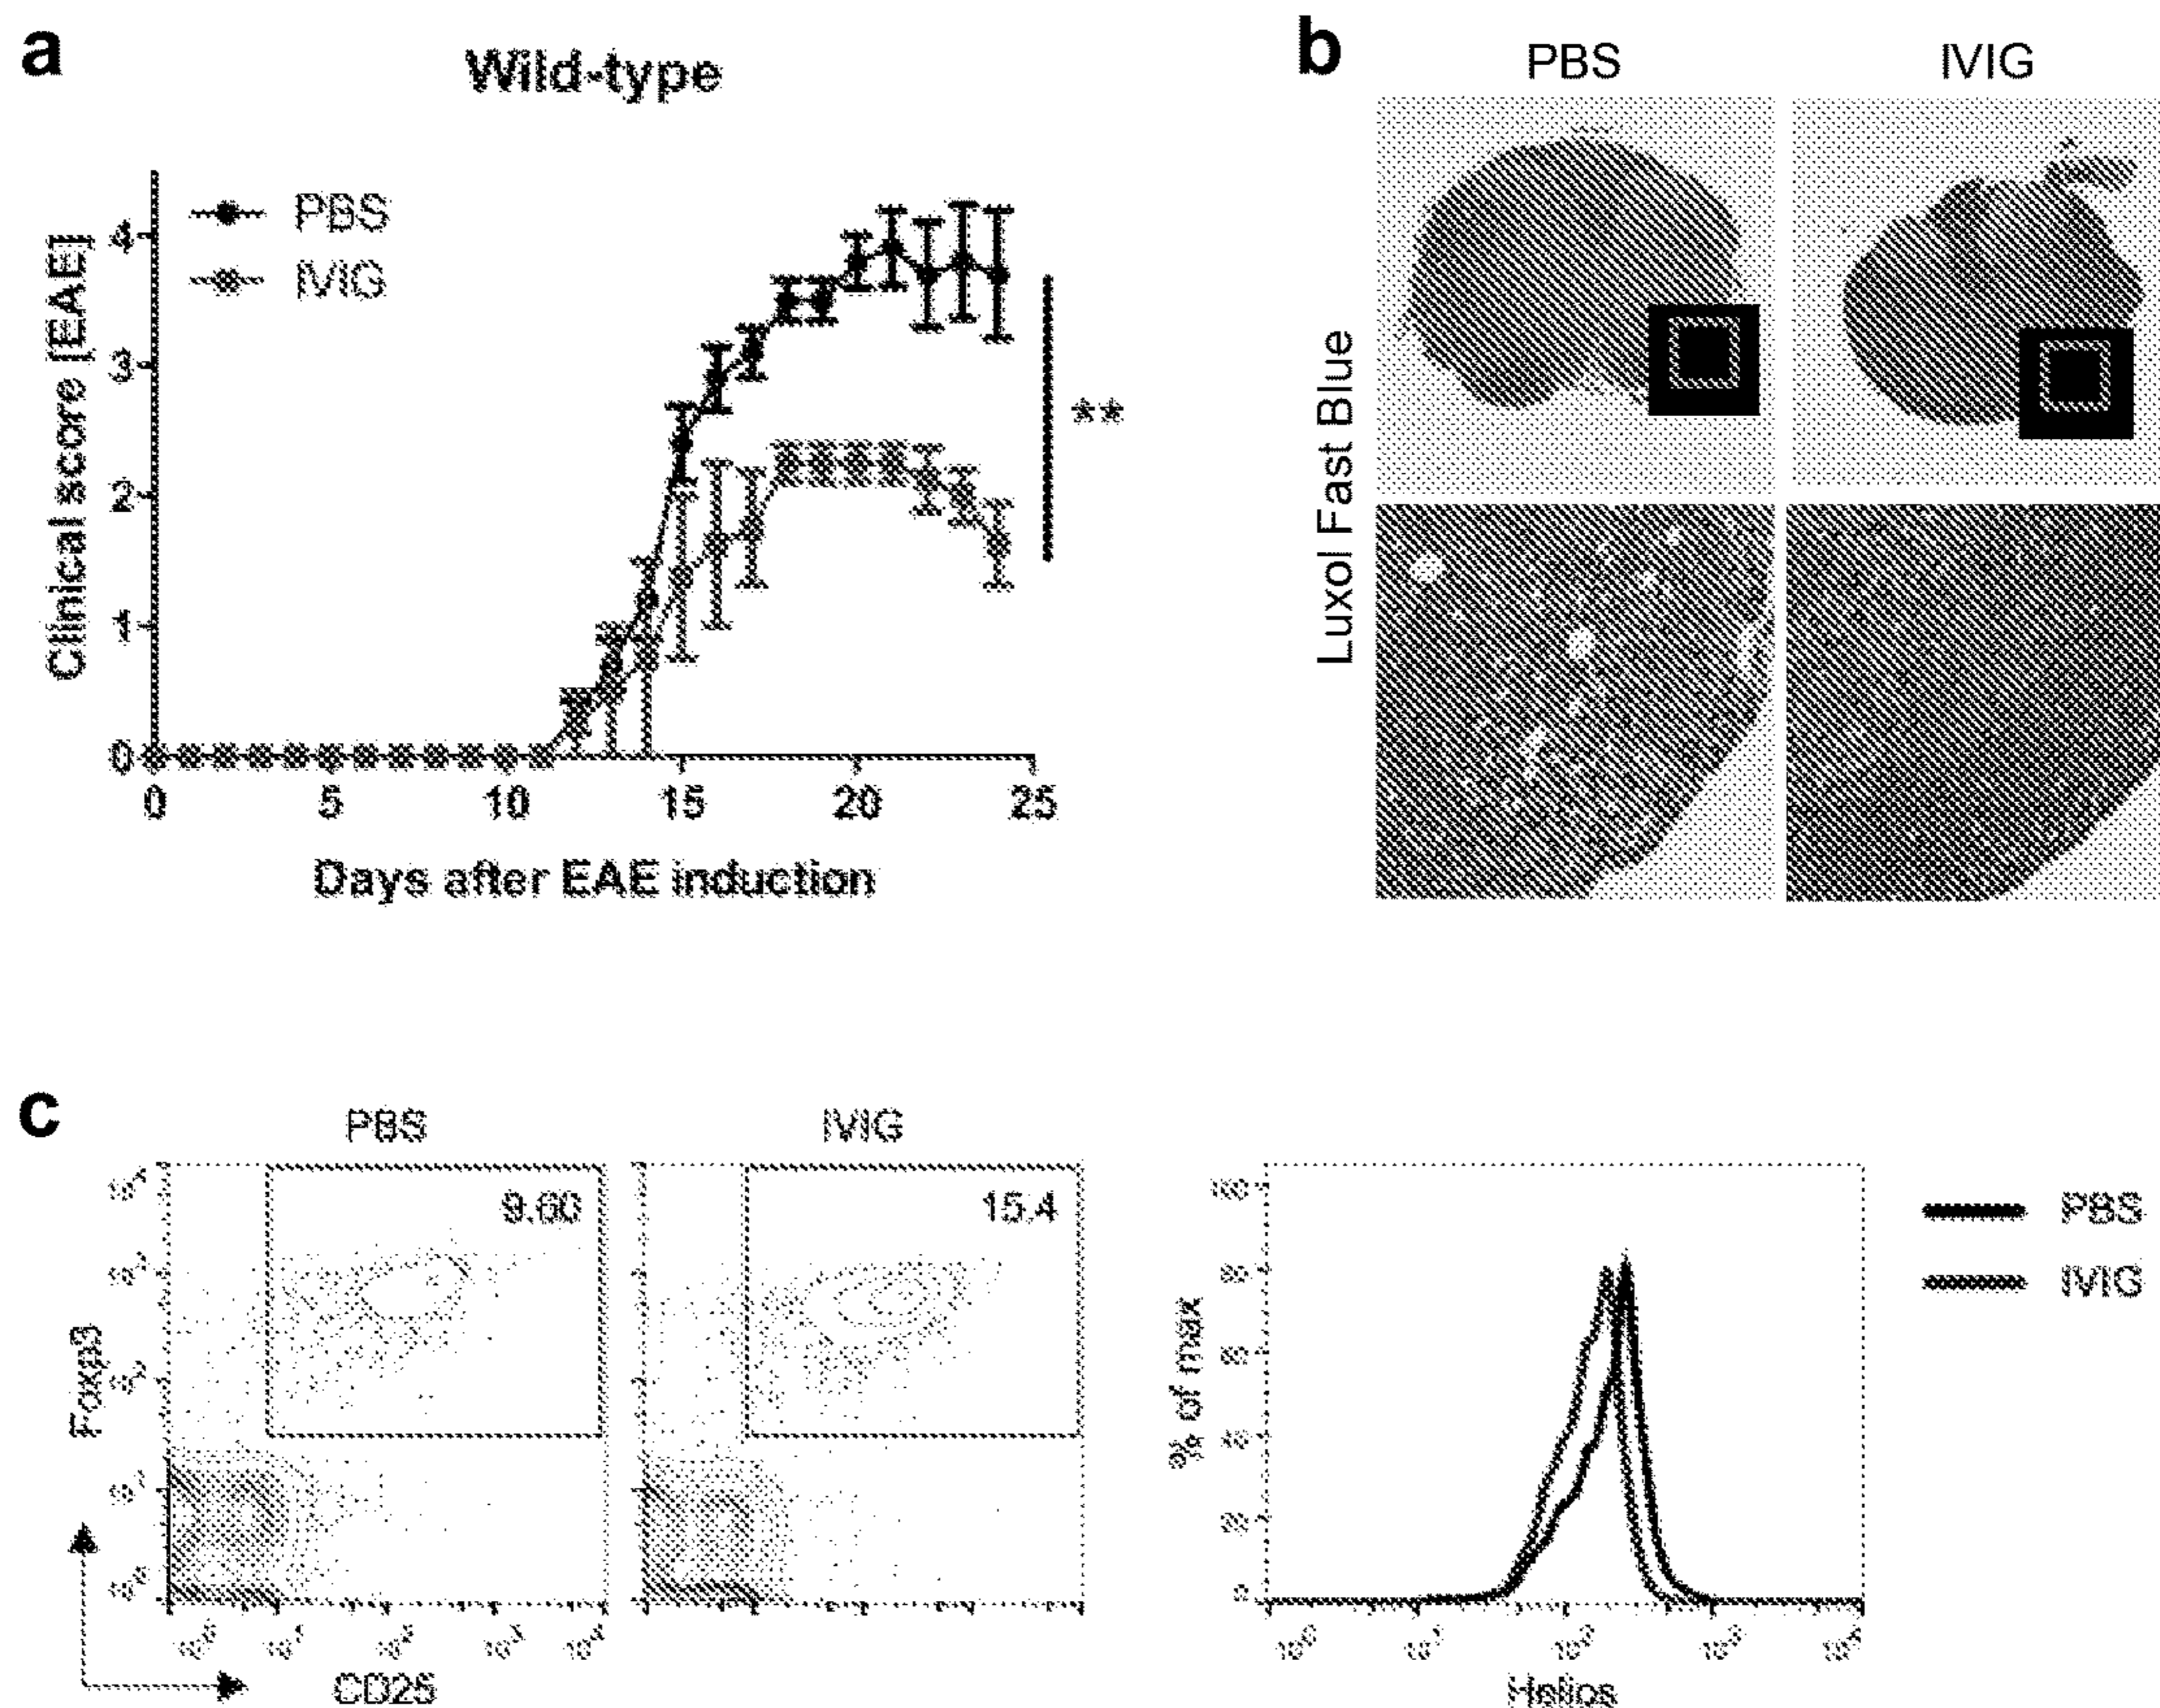 a
Wild-type
PBS
IVIG
Clinical score [EAE]
4
3
2
1
0
0 5 10 15 20 25
Days after EAE induction
**
b
PBS IVIG
Luxol Fast Blue
c
PBS IVIG
9.60 15.4
Foxp3
CD25
% of max
Helios
PBS
IVIG